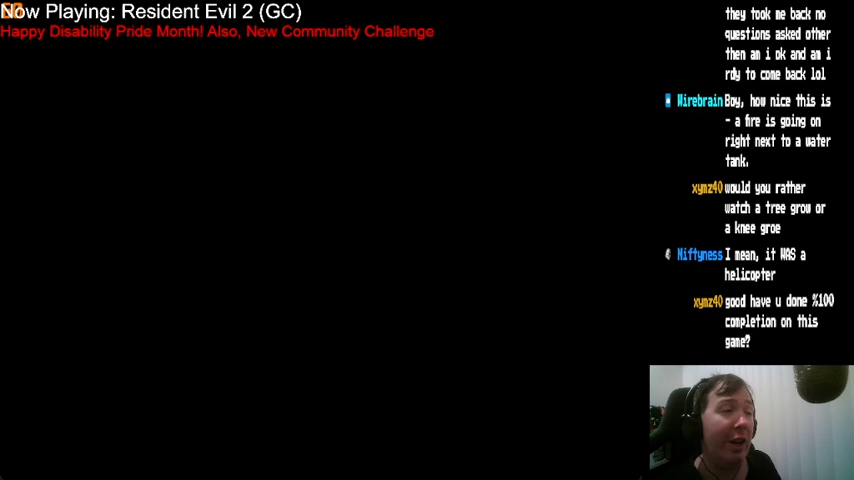 Now Playing: Resident Evil 2 (GC)
Happy Disability Pride Month! Also, New Community Challenge
they took me back no
questions asked other
then am i ok and am i
rdy to come back lol
Wirebrain Boy, how nice this is
- a fire is going on
right next to a water
tank.
xymz40 would you rather
watch a tree grow or
a knee groe
Niftyness I mean, it WAS a
helicopter
xymz40 good have u done %100
completion on this
game?